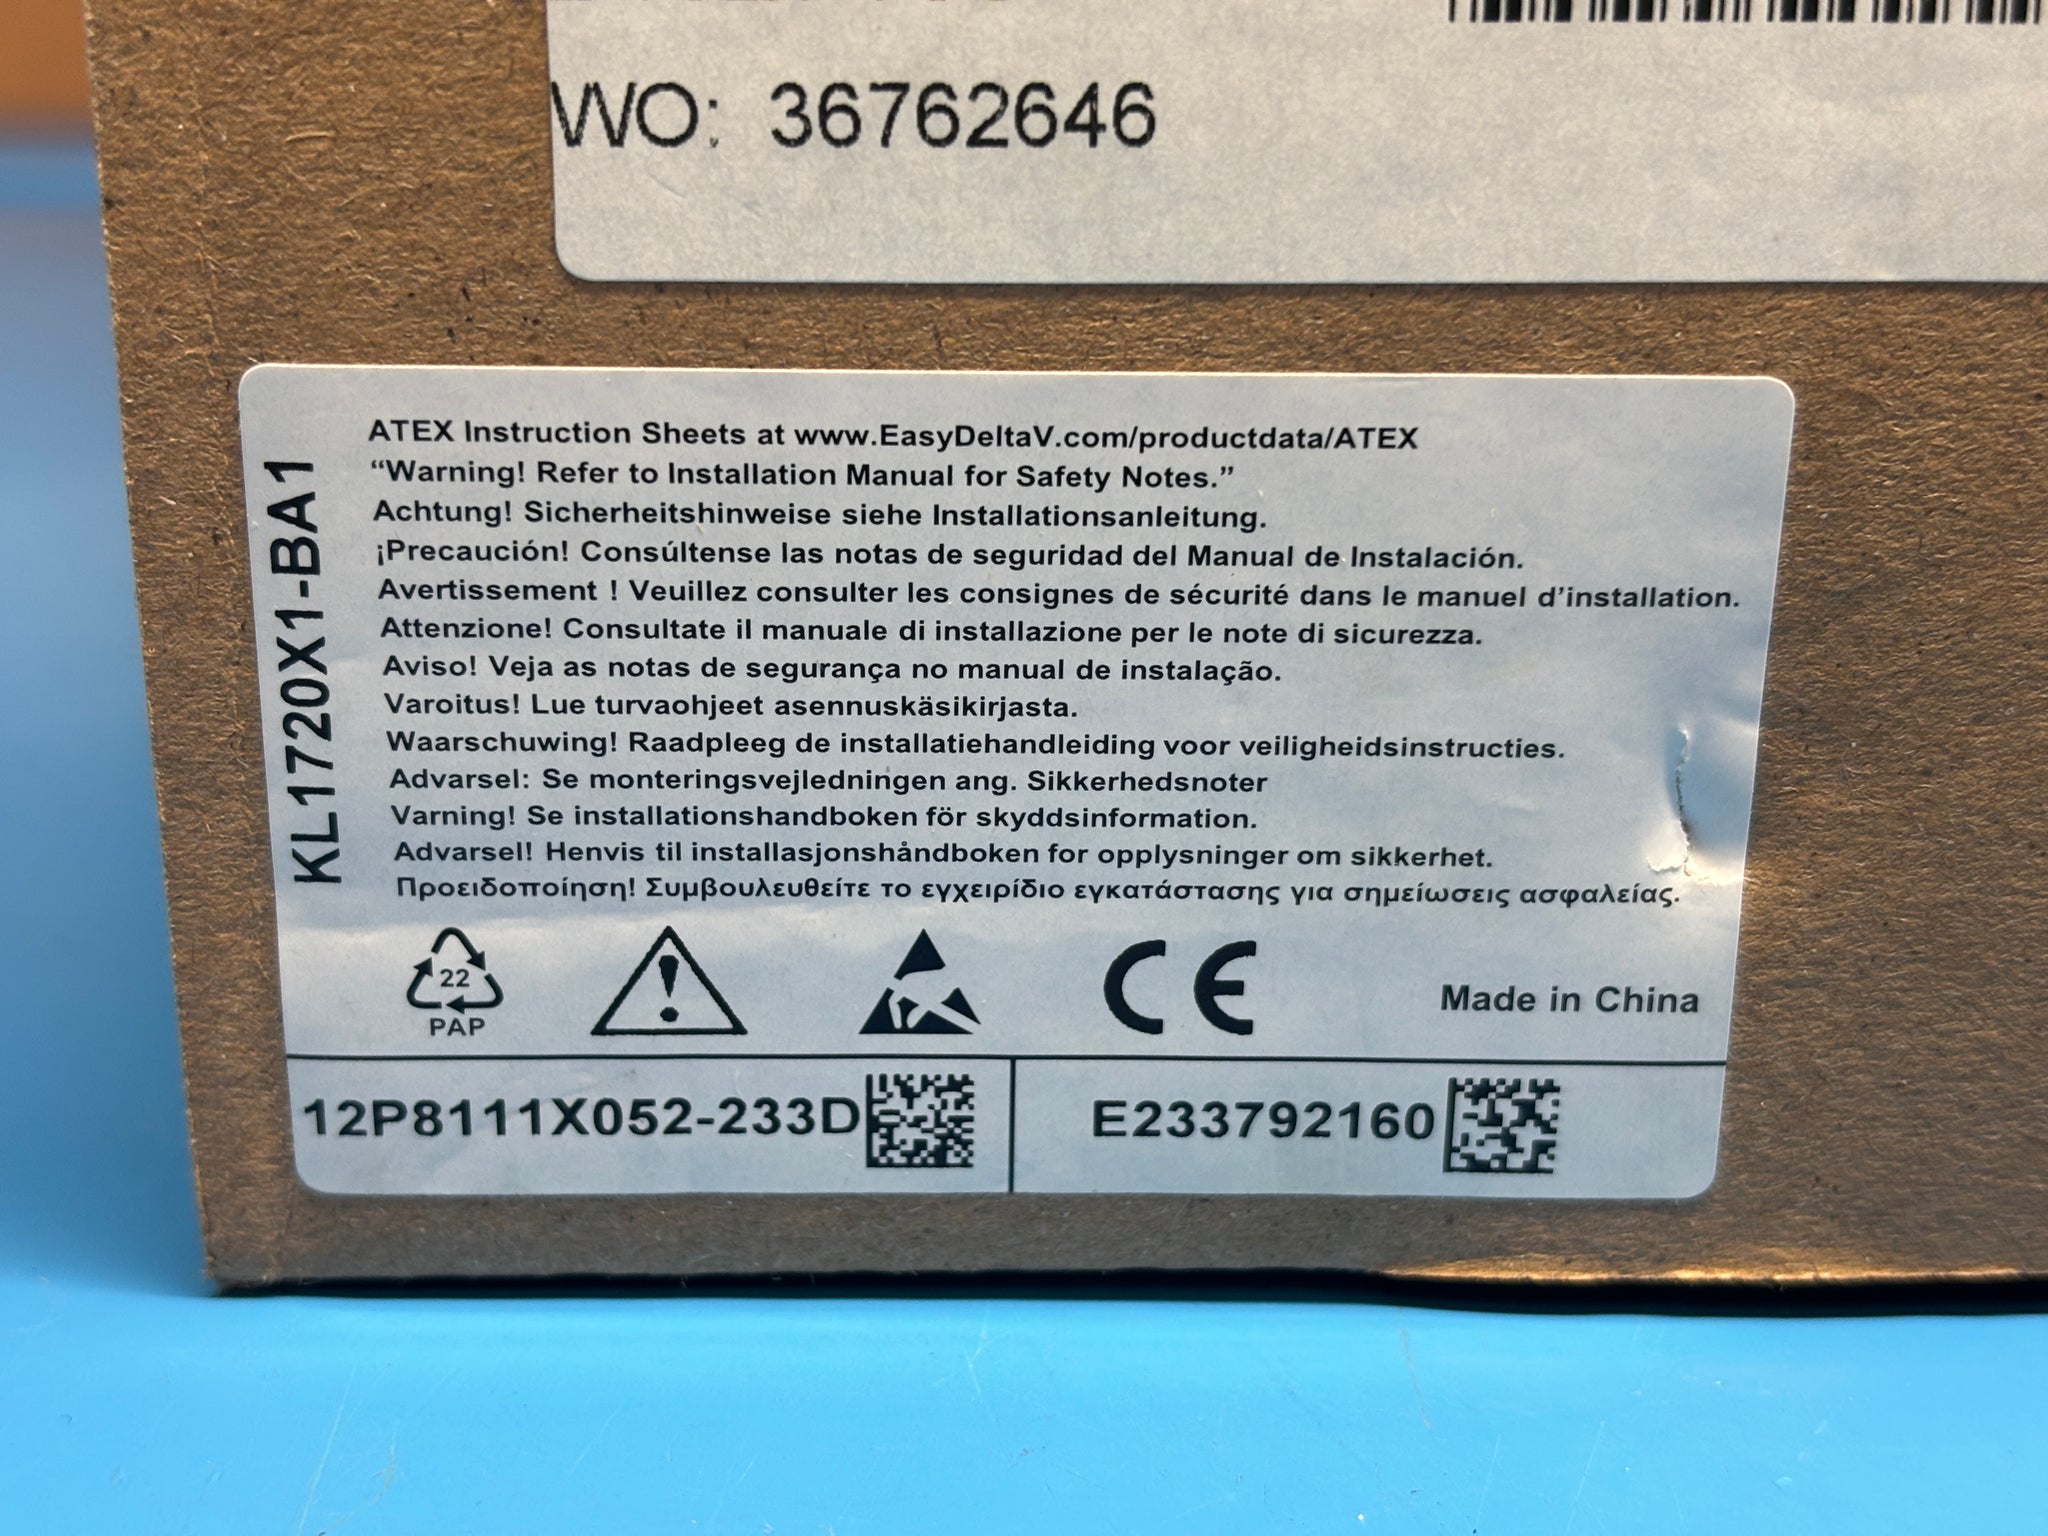 WO: 36762646
KL1720X1-BA1
ATEX Instruction Sheets at www.EasyDeltaV.com/productdata/ATEX
“Warning! Refer to Installation Manual for Safety Notes.”
Achtung! Sicherheitshinweise siehe Installationsanleitung.
¡Precaución! Consúltense las notas de seguridad del Manual de Instalación.
Avertissement ! Veuillez consulter les consignes de sécurité dans le manuel d’installation.
Attenzione! Consultate il manuale di installazione per le note di sicurezza.
Aviso! Veja as notas de segurança no manual de instalação.
Varoitus! Lue turvaohjeet asennuskäsikirjasta.
Waarschuwing! Raadpleeg de installatiehandleiding voor veiligheidsinstructies.
Advarsel: Se monteringsvejledningen ang. Sikkerhedsnoter
Varning! Se installationshandboken för skyddsinformation.
Advarsel! Henvis til installasjonshåndboken for opplysninger om sikkerhet.
Προειδοποίηση! Συμβουλευθείτε το εγχειρίδιο εγκατάστασης για σημειώσεις ασφαλείας.
22
PAP
CE
Made in China
12P8111X052-233D
E233792160